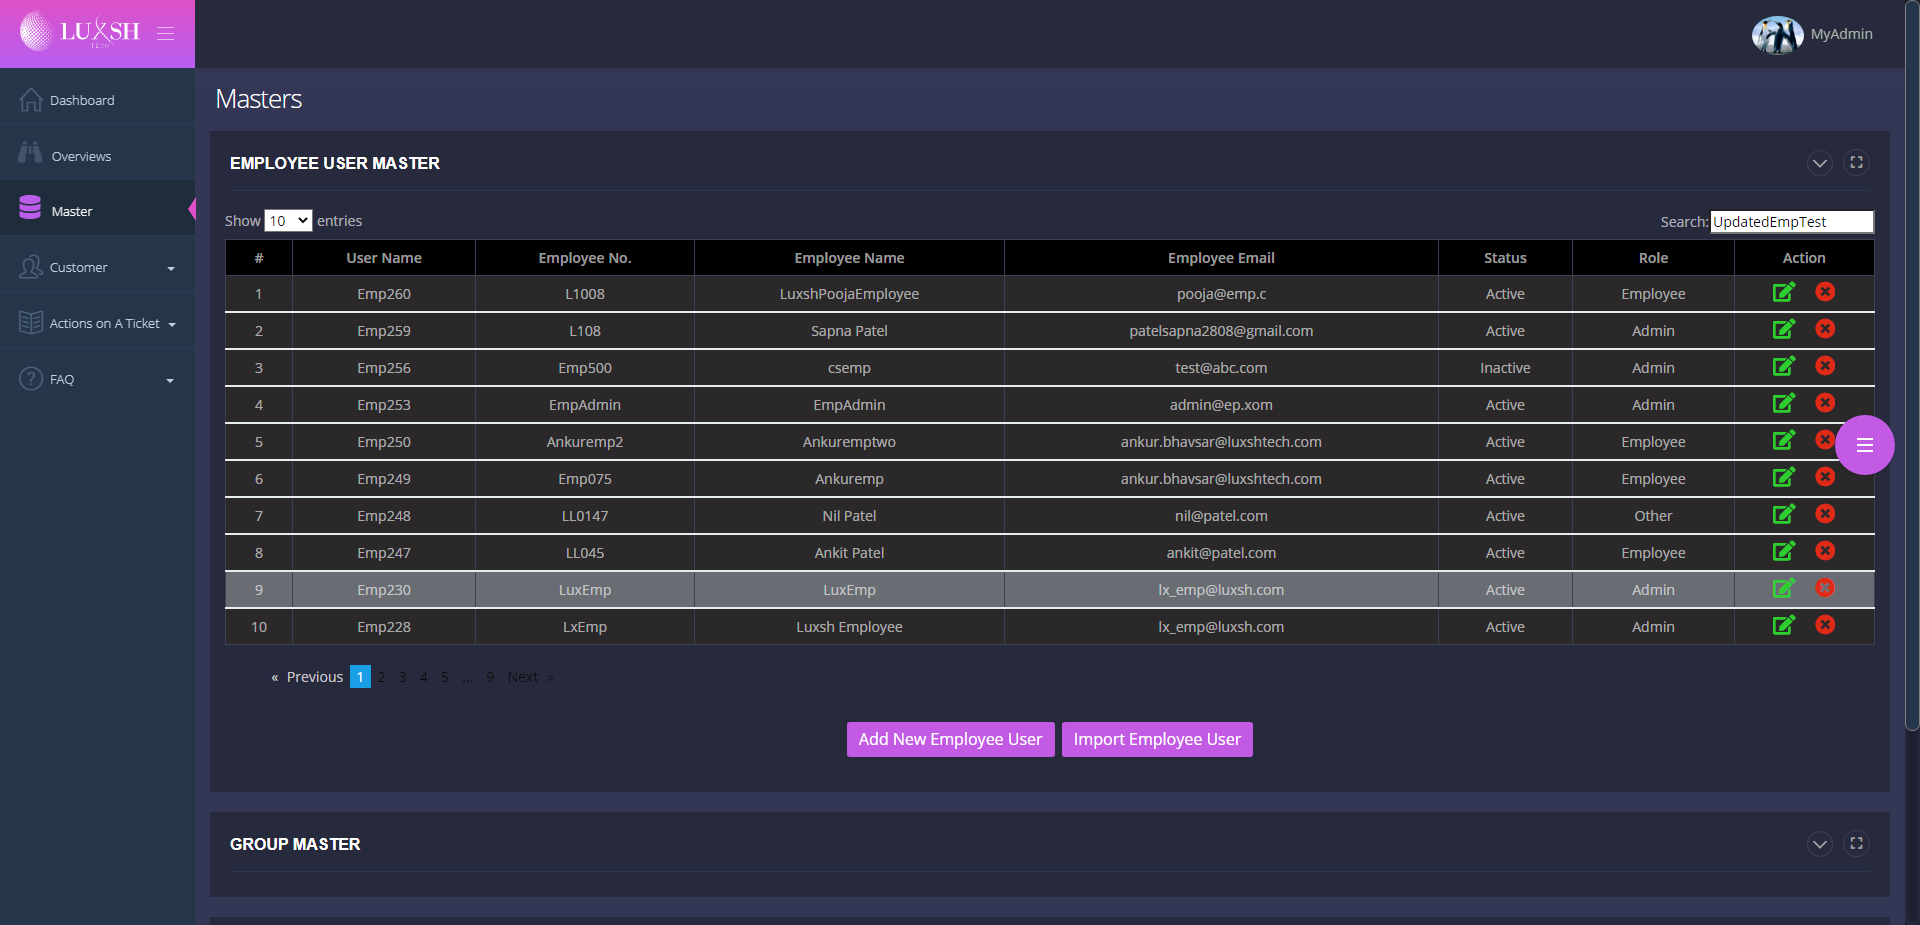 LUXSH
TECH
MyAdmin
Dashboard
Overviews
Master
Customer
Actions on A Ticket
FAQ
Masters
EMPLOYEE USER MASTER
Show 10 entries
Search: UpdatedEmpTest
# User Name Employee No. Employee Name Employee Email Status Role Action
1 Emp260 L1008 LuxshPoojaEmployee pooja@emp.c Active Employee
2 Emp259 L108 Sapna Patel patelsapna2808@gmail.com Active Admin
3 Emp256 Emp500 csemp test@abc.com Inactive Admin
4 Emp253 EmpAdmin EmpAdmin admin@ep.xom Active Admin
5 Emp250 Ankuremp2 Ankuremptwo ankur.bhavsar@luxshtech.com Active Employee
6 Emp249 Emp075 Ankuremp ankur.bhavsar@luxshtech.com Active Employee
7 Emp248 LL0147 Nil Patel nil@patel.com Active Other
8 Emp247 LL045 Ankit Patel ankit@patel.com Active Employee
9 Emp230 LuxEmp LuxEmp lx_emp@luxsh.com Active Admin
10 Emp228 LxEmp Luxsh Employee lx_emp@luxsh.com Active Admin
« Previous 1 2 3 4 5 ... 9 Next »
Add New Employee User Import Employee User
GROUP MASTER